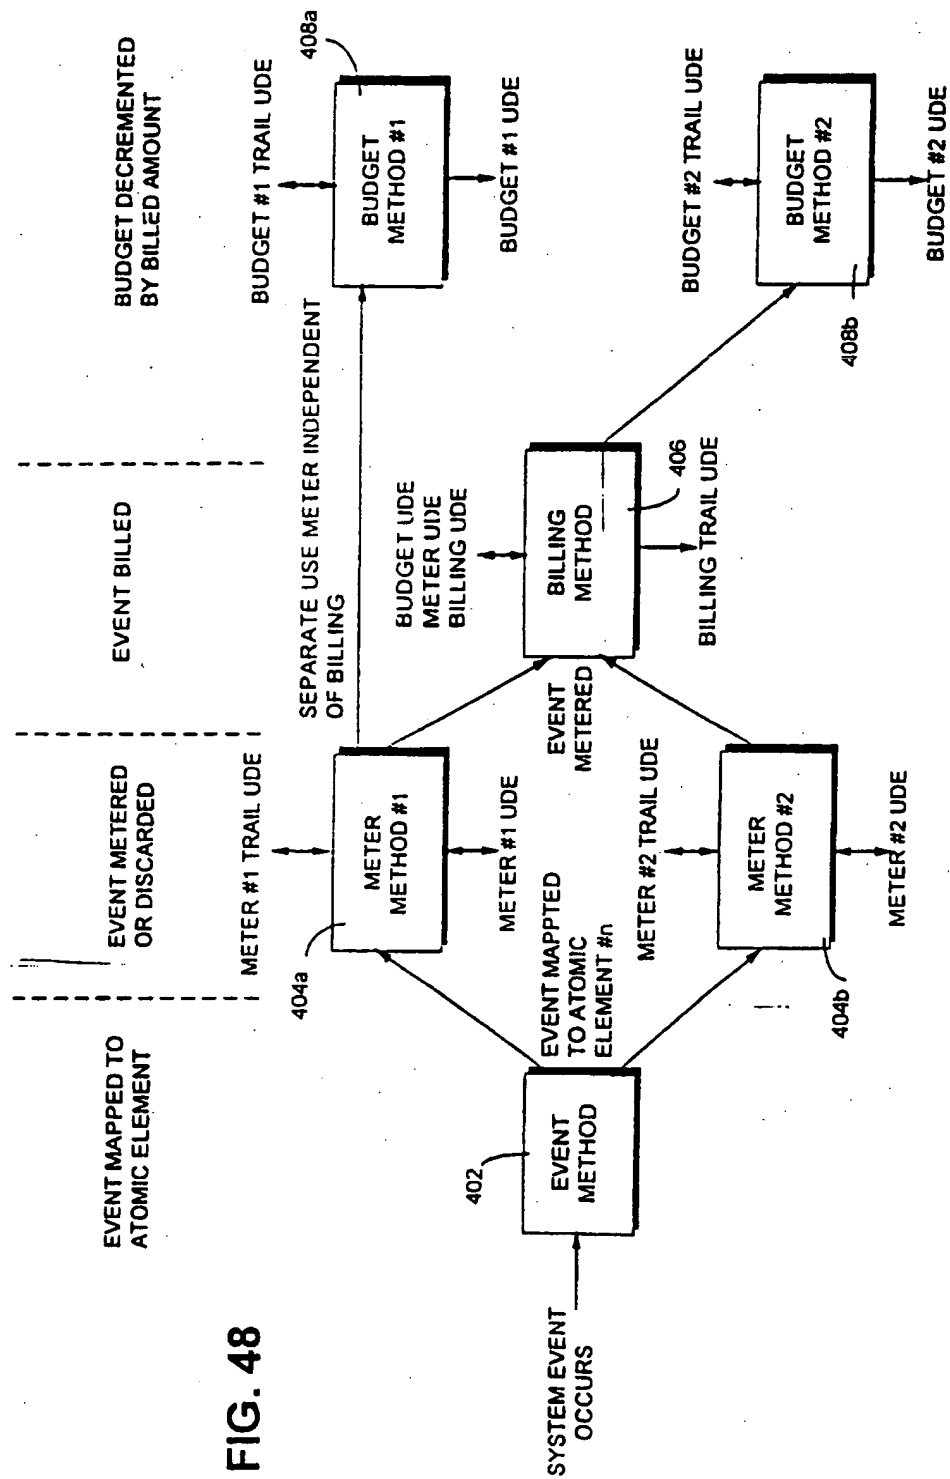 FIG. 48
EVENT MAPPED TO
ATOMIC ELEMENT
EVENT METERED
OR DISCARDED
EVENT BILLED
BUDGET DECREMENTED
BY BILLED AMOUNT
SYSTEM EVENT
OCCURS
402
EVENT
METHOD
EVENT MAPPTED
TO ATOMIC
ELEMENT #n
404a
METER #1 TRAIL UDE
METER
METHOD #1
METER #1 UDE
METER #2 TRAIL UDE
METER
METHOD #2
404b
METER #2 UDE
SEPARATE USE METER INDEPENDENT
OF BILLING
EVENT
METERED
BUDGET UDE
METER UDE
BILLING UDE
BILLING
METHOD
406
BILLING TRAIL UDE
BUDGET #1 TRAIL UDE
408a
BUDGET
METHOD #1
BUDGET #1 UDE
BUDGET #2 TRAIL UDE
BUDGET
METHOD #2
408b
BUDGET #2 UDE